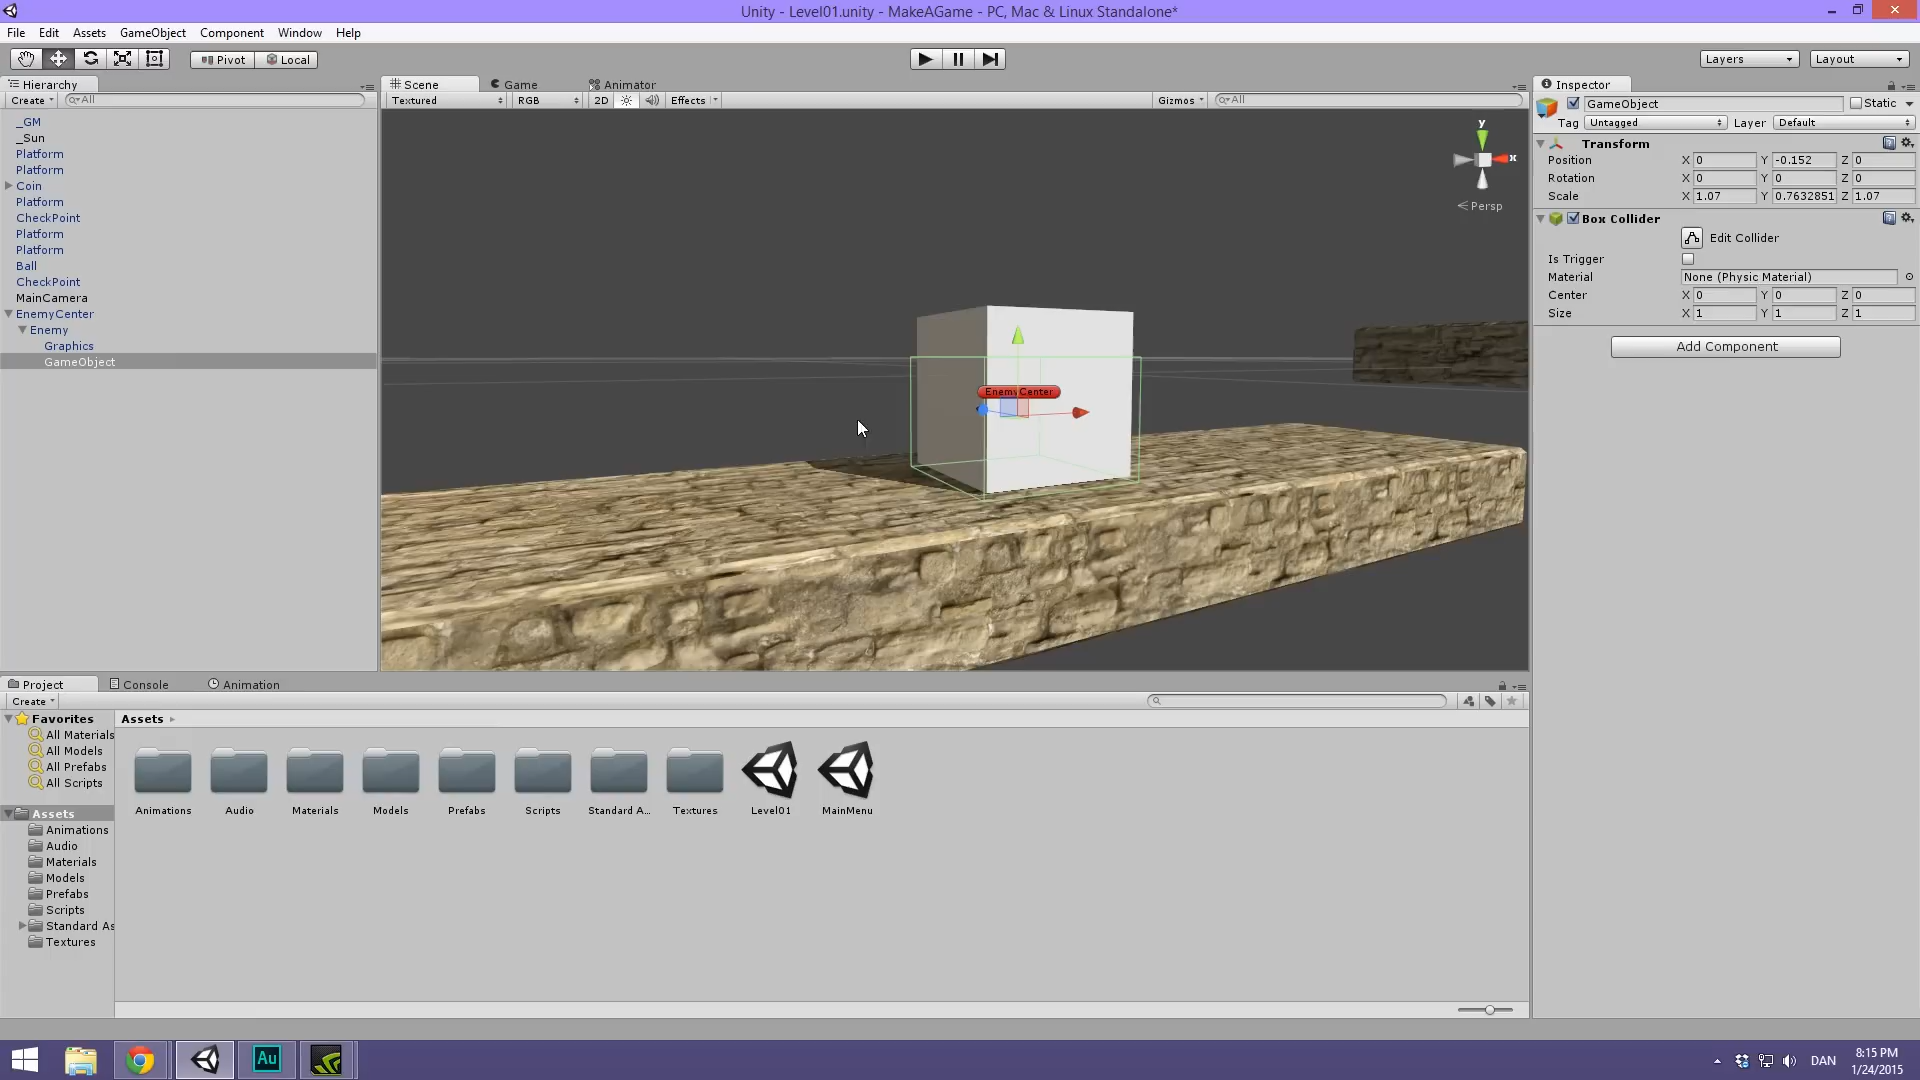 Unity - Level01.unity - MakeAGame - PC, Mac & Linux Standalone*
File Edit Assets GameObject Component Window Help
Pivot Local Layers Layout
Hierarchy Scene Game Animator Inspector
Create All Textured RGB 2D Effects Gizmos All
GameObject Static
Tag Untagged Layer Default
_GM
_Sun
Platform
Platform
Coin
Platform
CheckPoint
Platform
Platform
Ball
CheckPoint
MainCamera
EnemyCenter
Enemy
Graphics
GameObject
y
x
Persp
EnemyCenter
Transform
Position X 0 Y -0.152 Z 0
Rotation X 0 Y 0 Z 0
Scale X 1.07 Y 0.7632851 Z 1.07
Box Collider
Edit Collider
Is Trigger
Material None (Physic Material)
Center X 0 Y 0 Z 0
Size X 1 Y 1 Z 1
Add Component
Project Console Animation
Create
Favorites
All Materials
All Models
All Prefabs
All Scripts
Assets
Animations
Audio
Materials
Models
Prefabs
Scripts
Standard As
Textures
Assets
Animations Audio Materials Models Prefabs Scripts Standard A... Textures Level01 MainMenu
Au
DAN
8:15 PM
1/24/2015